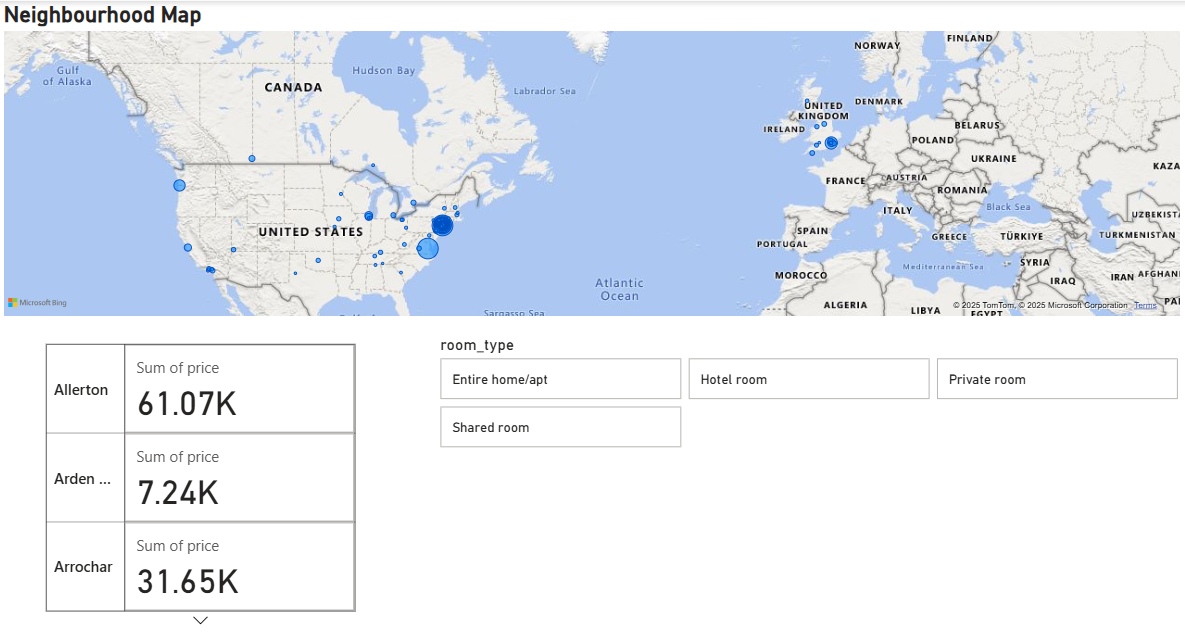 Neighbourhood Map
Gulf
of Alaska
CANADA
Hudson Bay
Labrador Sea
NORWAY
FINLAND
UNITED
KINGDOM
DENMARK
IRELAND
BELARUS
POLAND
UKRAINE
KAZA
FRANCE
AUSTRIA
ROMANIA
UNITED STATES
ITALY
Black Sea
UZBEKISTA
SPAIN
PORTUGAL
GREECE
TÜRKIYE
TURKMENISTAN
Mediterranean Sea
SYRIA
MOROCCO
IRAQ
IRAN
AFGHAN
Atlantic
Ocean
ALGERIA
LIBYA
EGYPT
PA
Sargasso Sea
Microsoft Bing
© 2025 TomTom, © 2025 Microsoft Corporation Terms
room_type
Entire home/apt
Hotel room
Private room
Shared room
Allerton
Sum of price
61.07K
Arden ...
Sum of price
7.24K
Arrochar
Sum of price
31.65K